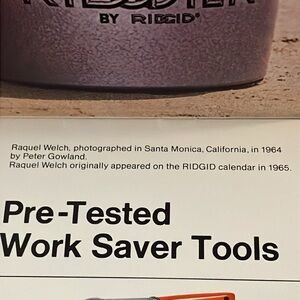 BY RIDGID®
Raquel Welch, photographed in Santa Monica, California, in 1964
by Peter Gowland.
Raquel Welch originally appeared on the RIDGID calendar in 1965.
Pre-Tested
Work Saver Tools